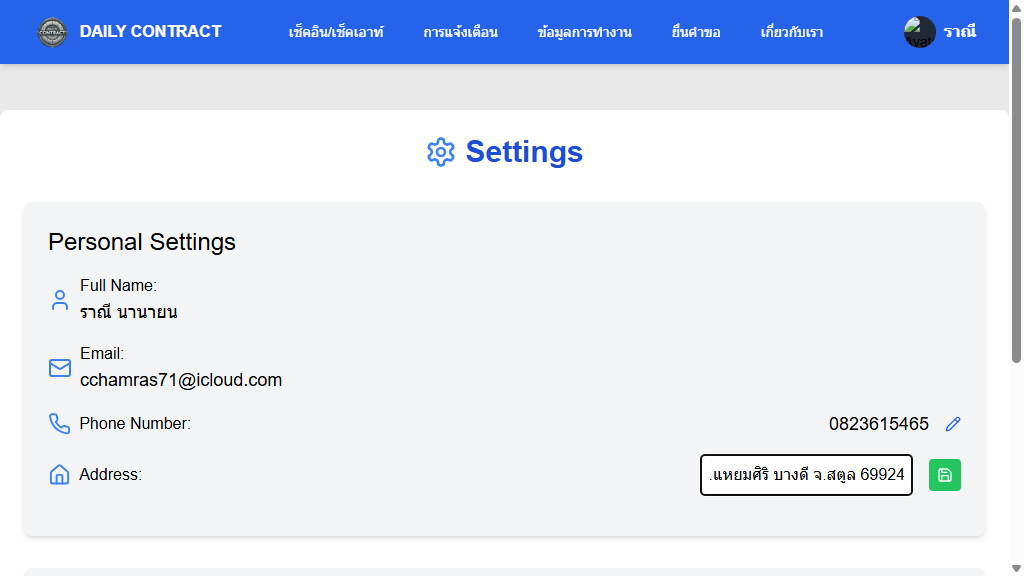 DAILY CONTRACT
เช็คอิน/เช็คเอาท์
การแจ้งเตือน
ข้อมูลการทำงาน
ยื่นคำขอ
เกี่ยวกับเรา
ราณี
Settings
Personal Settings
Full Name:
ราณี นานายน
Email:
cchamras71@icloud.com
Phone Number:
0823615465
Address:
.แหยมศิริ บางดี จ.สตูล 69924